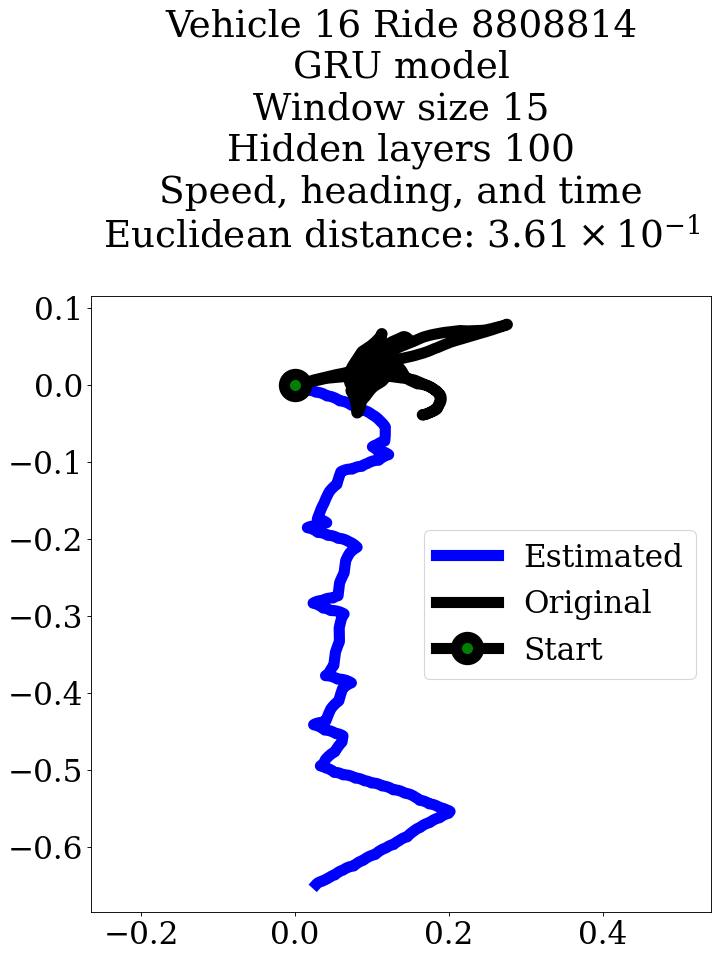 Vehicle 16 Ride 8808814
GRU model
Window size 15
Hidden layers 100
Speed, heading, and time
Euclidean distance: 3.61 × 10⁻¹
0.1
0.0
−0.1
−0.2
−0.3
−0.4
−0.5
−0.6
Estimated
Original
Start
−0.2 0.0 0.2 0.4